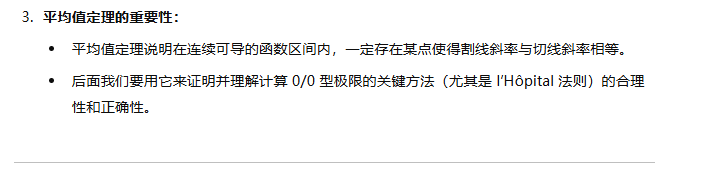 3. 平均值定理的重要性：
• 平均值定理说明在连续可导的函数区间内，一定存在某点使得割线斜率与切线斜率相等。
• 后面我们要用它来证明并理解计算 0/0 型极限的关键方法（尤其是 l’Hôpital 法则）的合理
性和正确性。